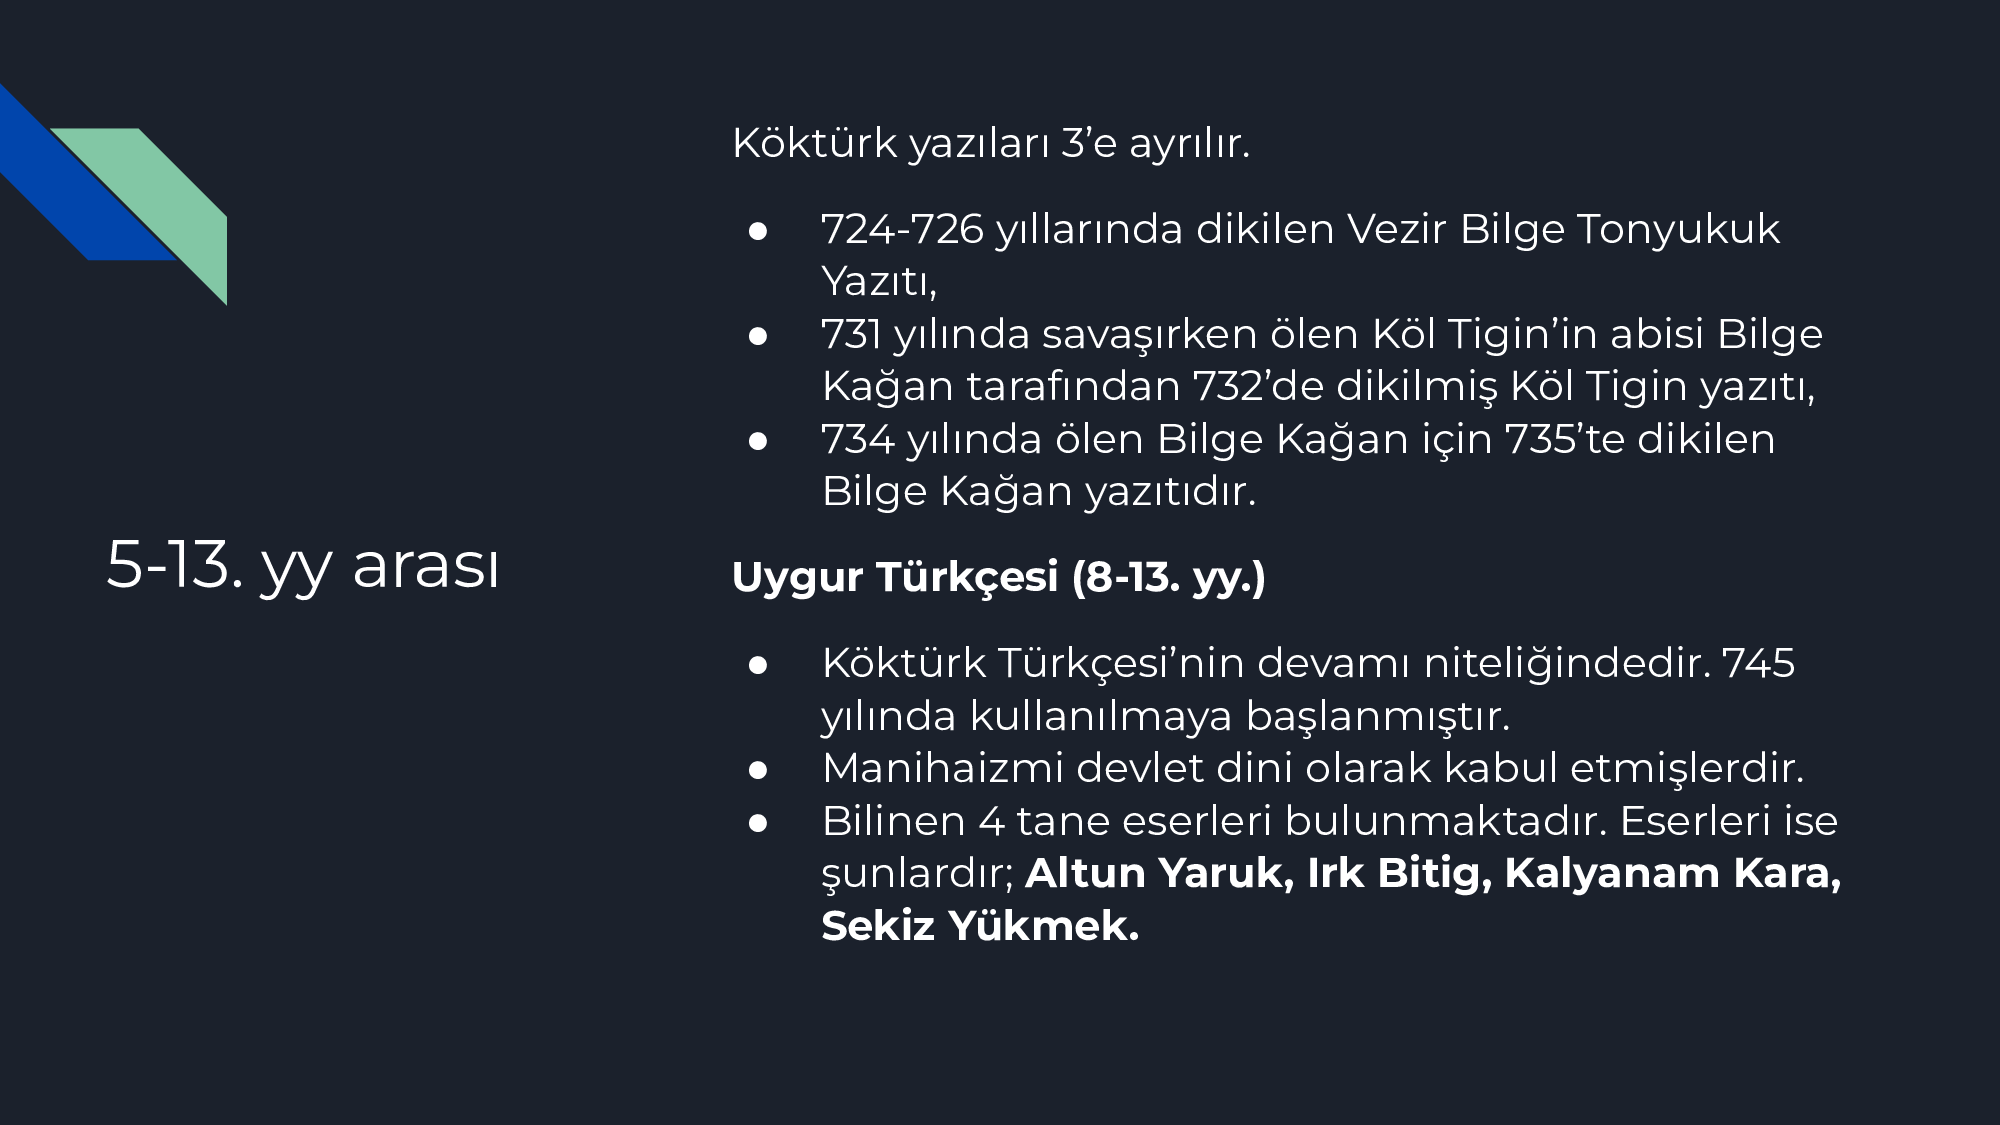 5-13. yy arası
Köktürk yazıları 3’e ayrılır.
● 724-726 yıllarında dikilen Vezir Bilge Tonyukuk
Yazıtı,
● 731 yılında savaşırken ölen Köl Tigin’in abisi Bilge
Kağan tarafından 732’de dikilmiş Köl Tigin yazıtı,
● 734 yılında ölen Bilge Kağan için 735’te dikilen
Bilge Kağan yazıtıdır.
Uygur Türkçesi (8-13. yy.)
● Köktürk Türkçesi’nin devamı niteliğindedir. 745
yılında kullanılmaya başlanmıştır.
● Manihaizmi devlet dini olarak kabul etmişlerdir.
● Bilinen 4 tane eserleri bulunmaktadır. Eserleri ise
şunlardır; Altun Yaruk, Irk Bitig, Kalyanam Kara,
Sekiz Yükmek.